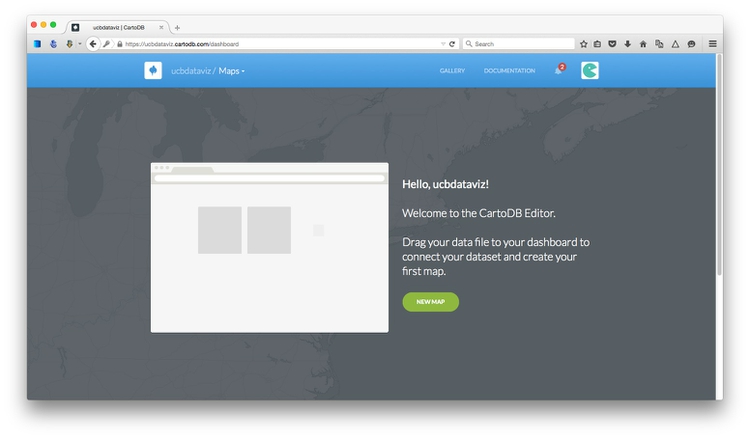 ucbdataviz | CartoDB
https://ucbdataviz.cartodb.com/dashboard
Search
ucbdataviz / Maps
GALLERY
DOCUMENTATION
2
Hello, ucbdataviz!
Welcome to the CartoDB Editor.
Drag your data file to your dashboard to
connect your dataset and create your
first map.
NEW MAP